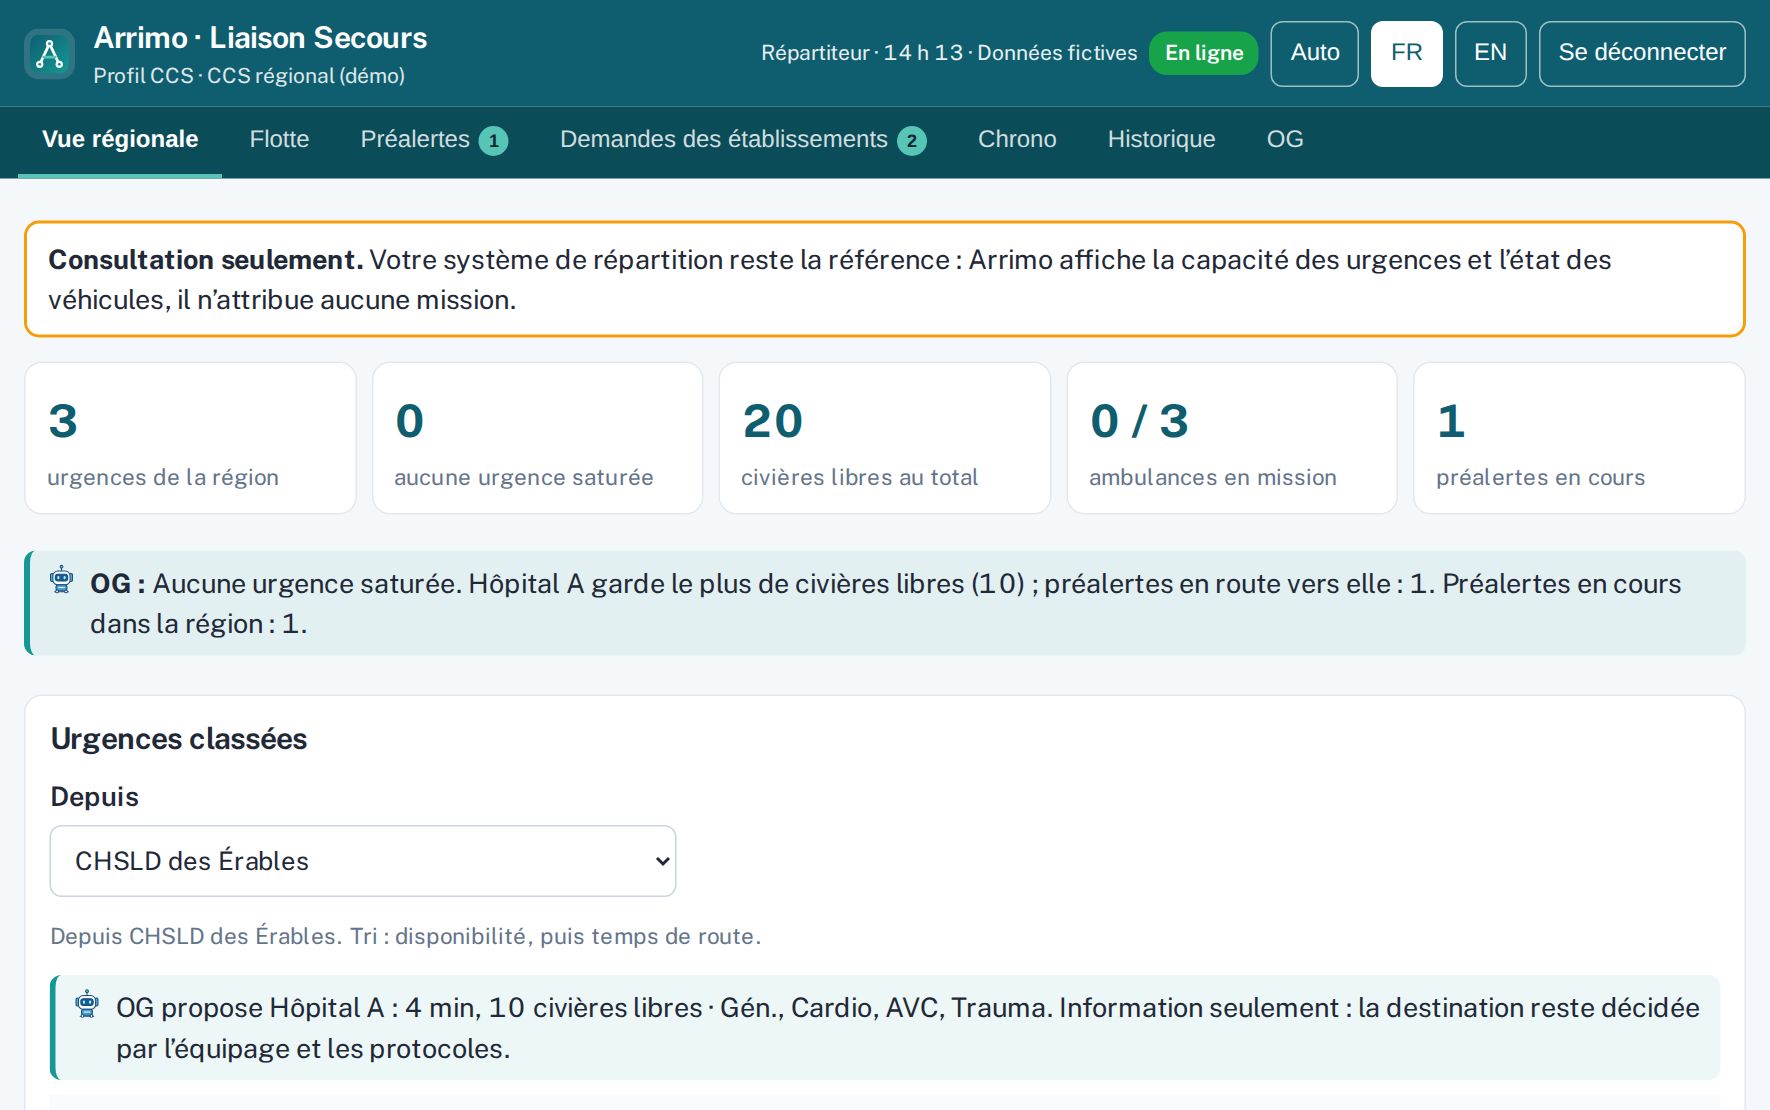 Arrimo · Liaison Secours
Profil CCS · CCS régional (démo)
Répartiteur · 14 h 13 · Données fictives
En ligne
Auto
FR
EN
Se déconnecter
Vue régionale
Flotte
Préalertes 1
Demandes des établissements 2
Chrono
Historique
OG
Consultation seulement. Votre système de répartition reste la référence : Arrimo affiche la capacité des urgences et l’état des
véhicules, il n’attribue aucune mission.
3
urgences de la région
0
aucune urgence saturée
20
civières libres au total
0 / 3
ambulances en mission
1
préalertes en cours
OG : Aucune urgence saturée. Hôpital A garde le plus de civières libres (10) ; préalertes en route vers elle : 1. Préalertes en cours
dans la région : 1.
Urgences classées
Depuis
CHSLD des Érables
Depuis CHSLD des Érables. Tri : disponibilité, puis temps de route.
OG propose Hôpital A : 4 min, 10 civières libres · Gén., Cardio, AVC, Trauma. Information seulement : la destination reste décidée
par l’équipage et les protocoles.